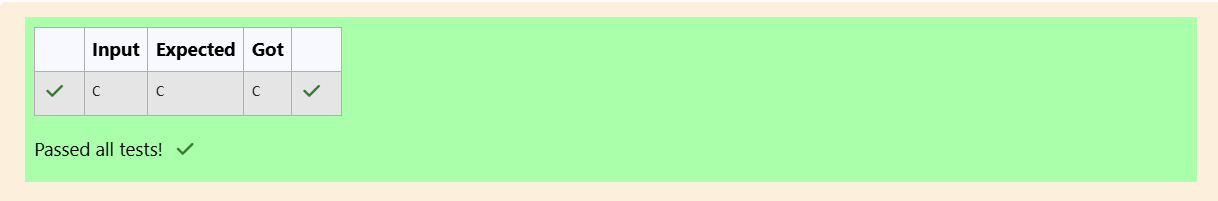 Input Expected Got
C C C
Passed all tests!